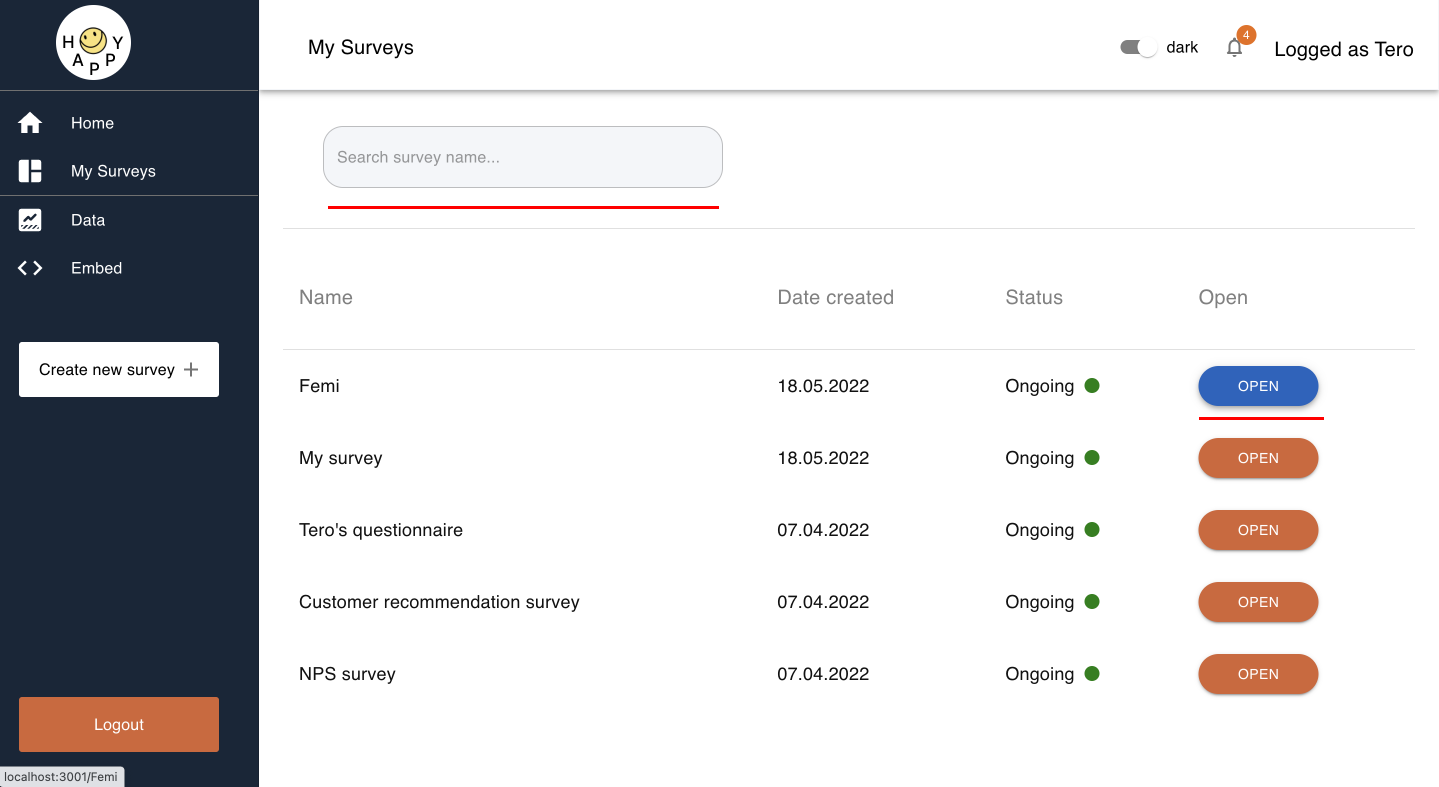 H A P P Y
My Surveys
dark
4
Logged as Tero
Home
My Surveys
Data
Embed
Create new survey
Logout
localhost:3001/Femi
Search survey name...
Name Date created Status Open
Femi 18.05.2022 Ongoing OPEN
My survey 18.05.2022 Ongoing OPEN
Tero's questionnaire 07.04.2022 Ongoing OPEN
Customer recommendation survey 07.04.2022 Ongoing OPEN
NPS survey 07.04.2022 Ongoing OPEN